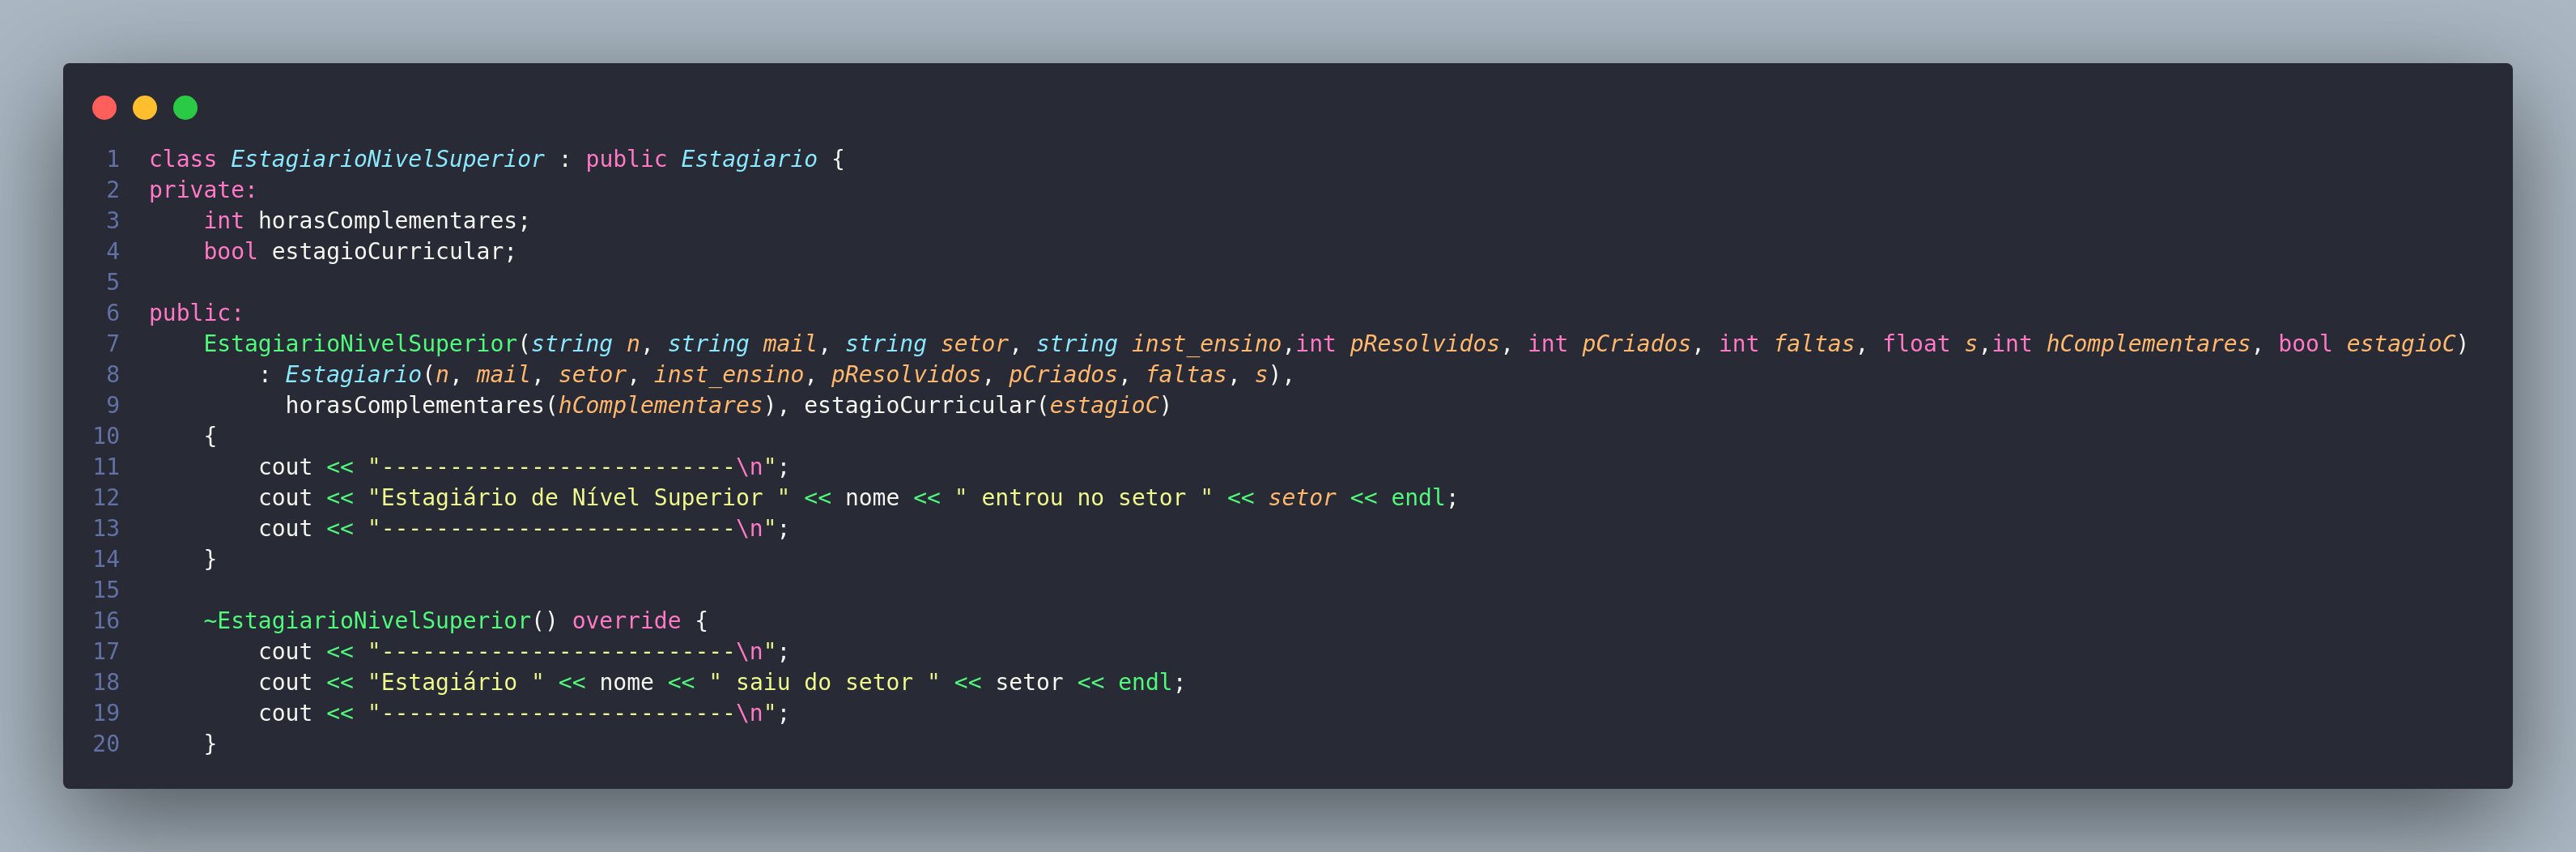 1 class EstagiarioNivelSuperior : public Estagiario {
2 private:
3     int horasComplementares;
4     bool estagioCurricular;
5
6 public:
7     EstagiarioNivelSuperior(string n, string mail, string setor, string inst_ensino,int pResolvidos, int pCriados, int faltas, float s,int hComplementares, bool estagioC)
8         : Estagiario(n, mail, setor, inst_ensino, pResolvidos, pCriados, faltas, s),
9           horasComplementares(hComplementares), estagioCurricular(estagioC)
10     {
11         cout << "--------------------------\n";
12         cout << "Estagiário de Nível Superior " << nome << " entrou no setor " << setor << endl;
13         cout << "--------------------------\n";
14     }
15
16     ~EstagiarioNivelSuperior() override {
17         cout << "--------------------------\n";
18         cout << "Estagiário " << nome << " saiu do setor " << setor << endl;
19         cout << "--------------------------\n";
20     }